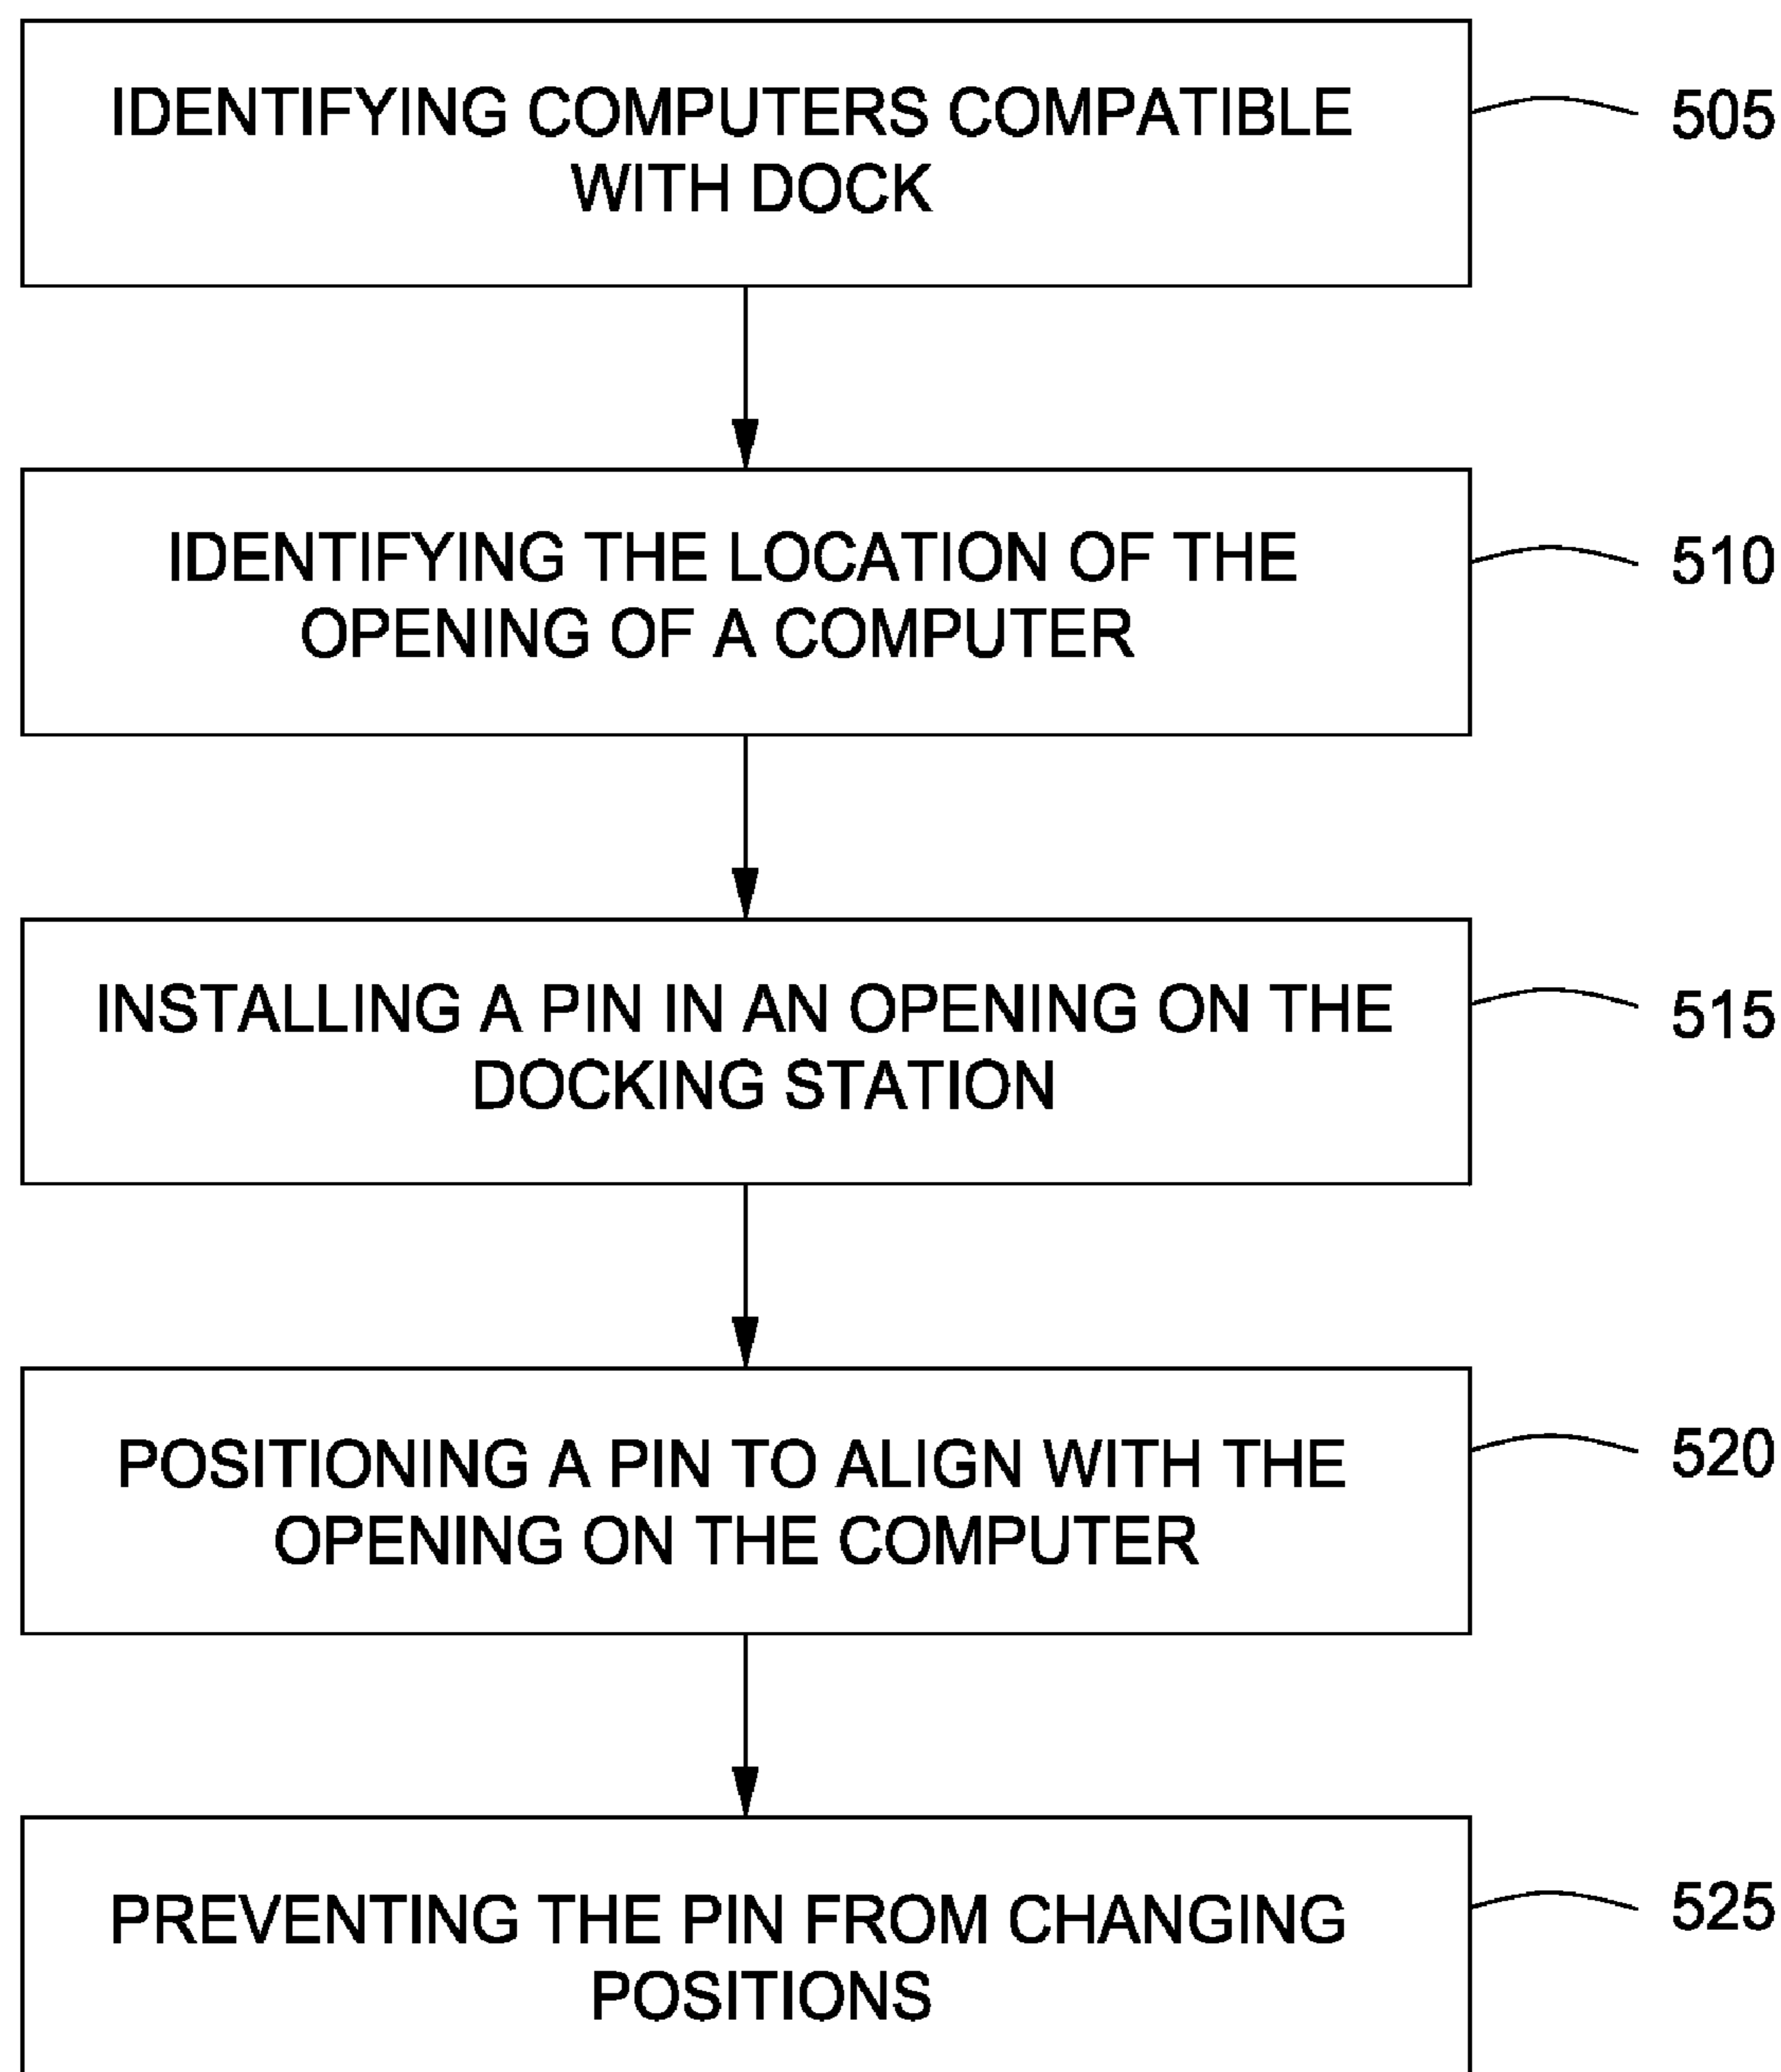 IDENTIFYING COMPUTERS COMPATIBLE
WITH DOCK
505
IDENTIFYING THE LOCATION OF THE
OPENING OF A COMPUTER
510
INSTALLING A PIN IN AN OPENING ON THE
DOCKING STATION
515
POSITIONING A PIN TO ALIGN WITH THE
OPENING ON THE COMPUTER
520
PREVENTING THE PIN FROM CHANGING
POSITIONS
525